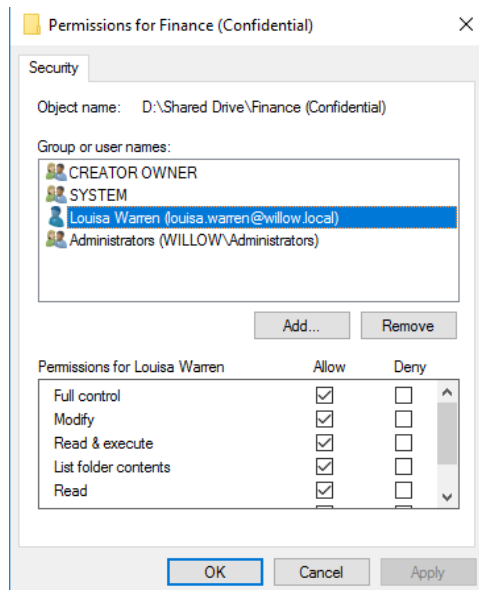 Permissions for Finance (Confidential)
Security
Object name: D:\Shared Drive\Finance (Confidential)
Group or user names:
CREATOR OWNER
SYSTEM
Louisa Warren (louisa.warren@willow.local)
Administrators (WILLOW\Administrators)
Add... Remove
Permissions for Louisa Warren Allow Deny
Full control
Modify
Read & execute
List folder contents
Read
OK Cancel Apply